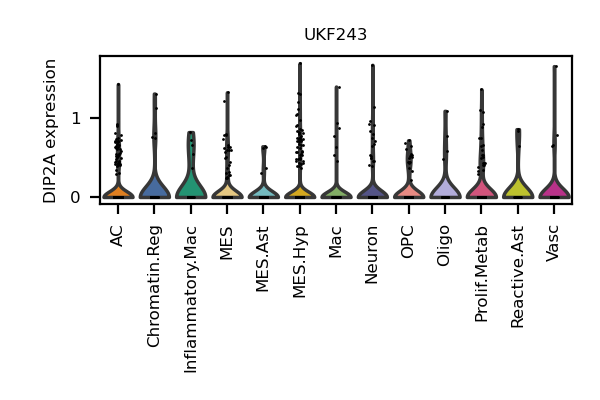 UKF243
DIP2A expression
1
0
AC
Chromatin.Reg
Inflammatory.Mac
MES
MES.Ast
MES.Hyp
Mac
Neuron
OPC
Oligo
Prolif.Metab
Reactive.Ast
Vasc